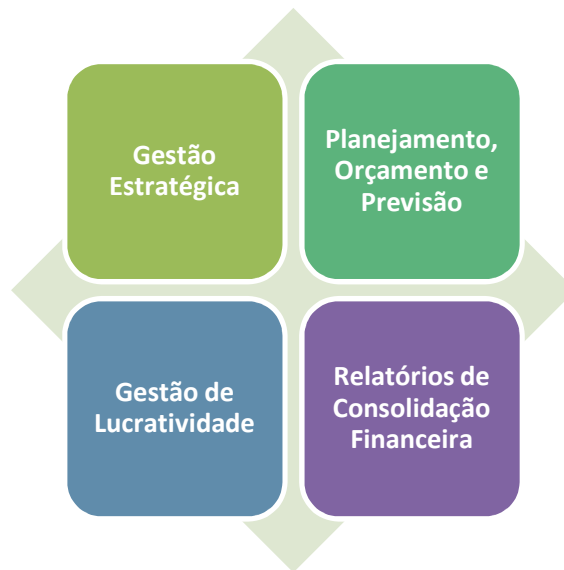 Gestão
Estratégica
Planejamento,
Orçamento e
Previsão
Gestão de
Lucratividade
Relatórios de
Consolidação
Financeira